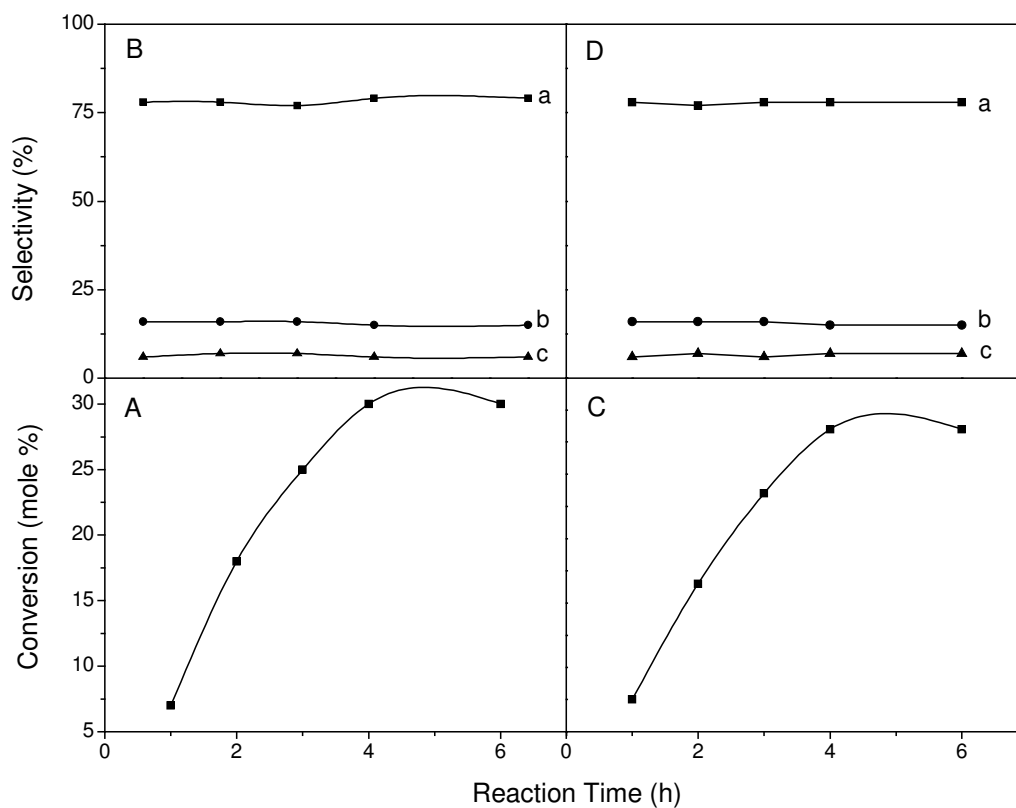 100
75
50
25
0
Selectivity (%)
B
a
b
c
D
a
b
c
30
25
20
15
10
5
Conversion (mole %)
A
C
0 2 4 6 0 2 4 6
Reaction Time (h)